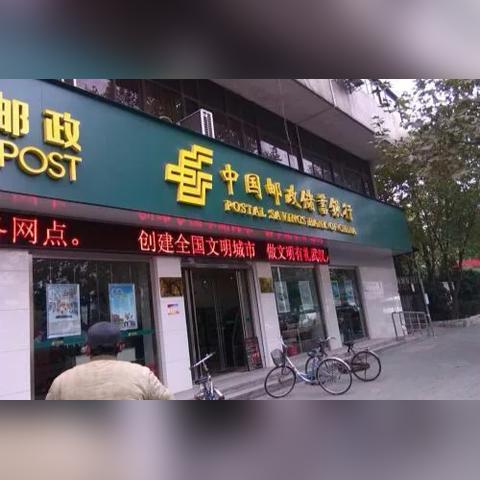 邮政
POST
中国邮政储蓄银行
POSTAL SAVINGS BANK OF CHINA
网点。 创建全国文明城市 做文明有礼武汉